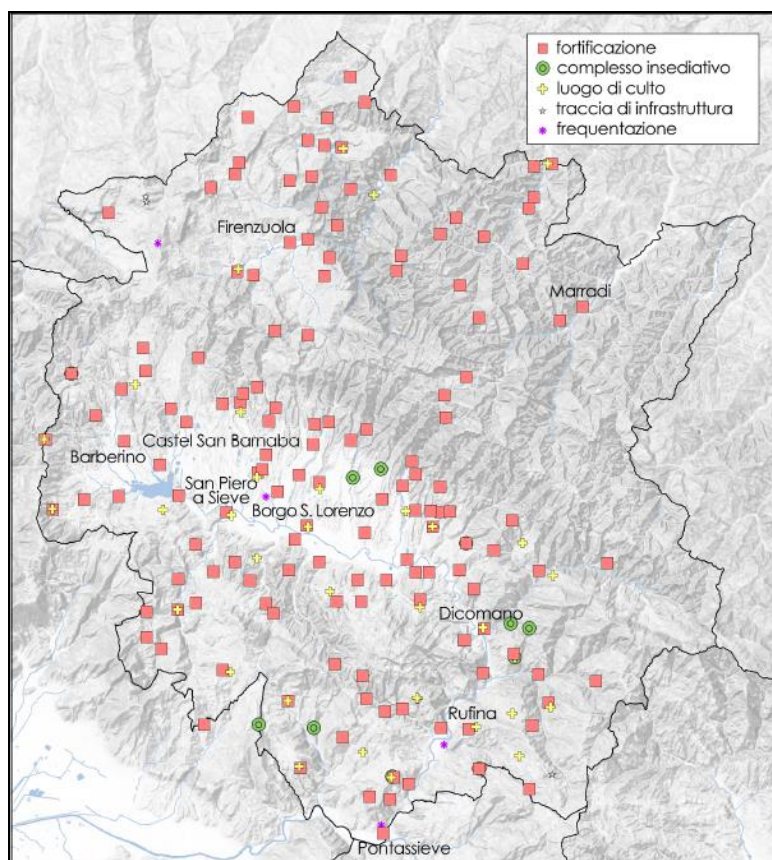 fortificazione
complesso insediativo
luogo di culto
traccia di infrastruttura
frequentazione
Firenzuola
Marradi
Castel San Barnaba
Barberino
San Piero
a Sieve
Borgo S. Lorenzo
Dicomano
Rufina
Pontassieve